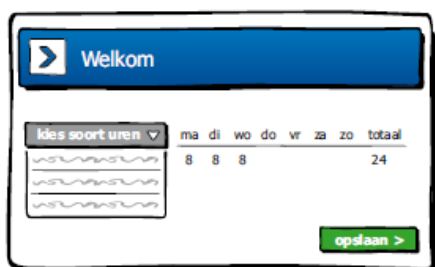 Welkom
kies soort uren ma di wo do vr za zo totaal
8 8 8 24
opslaan >